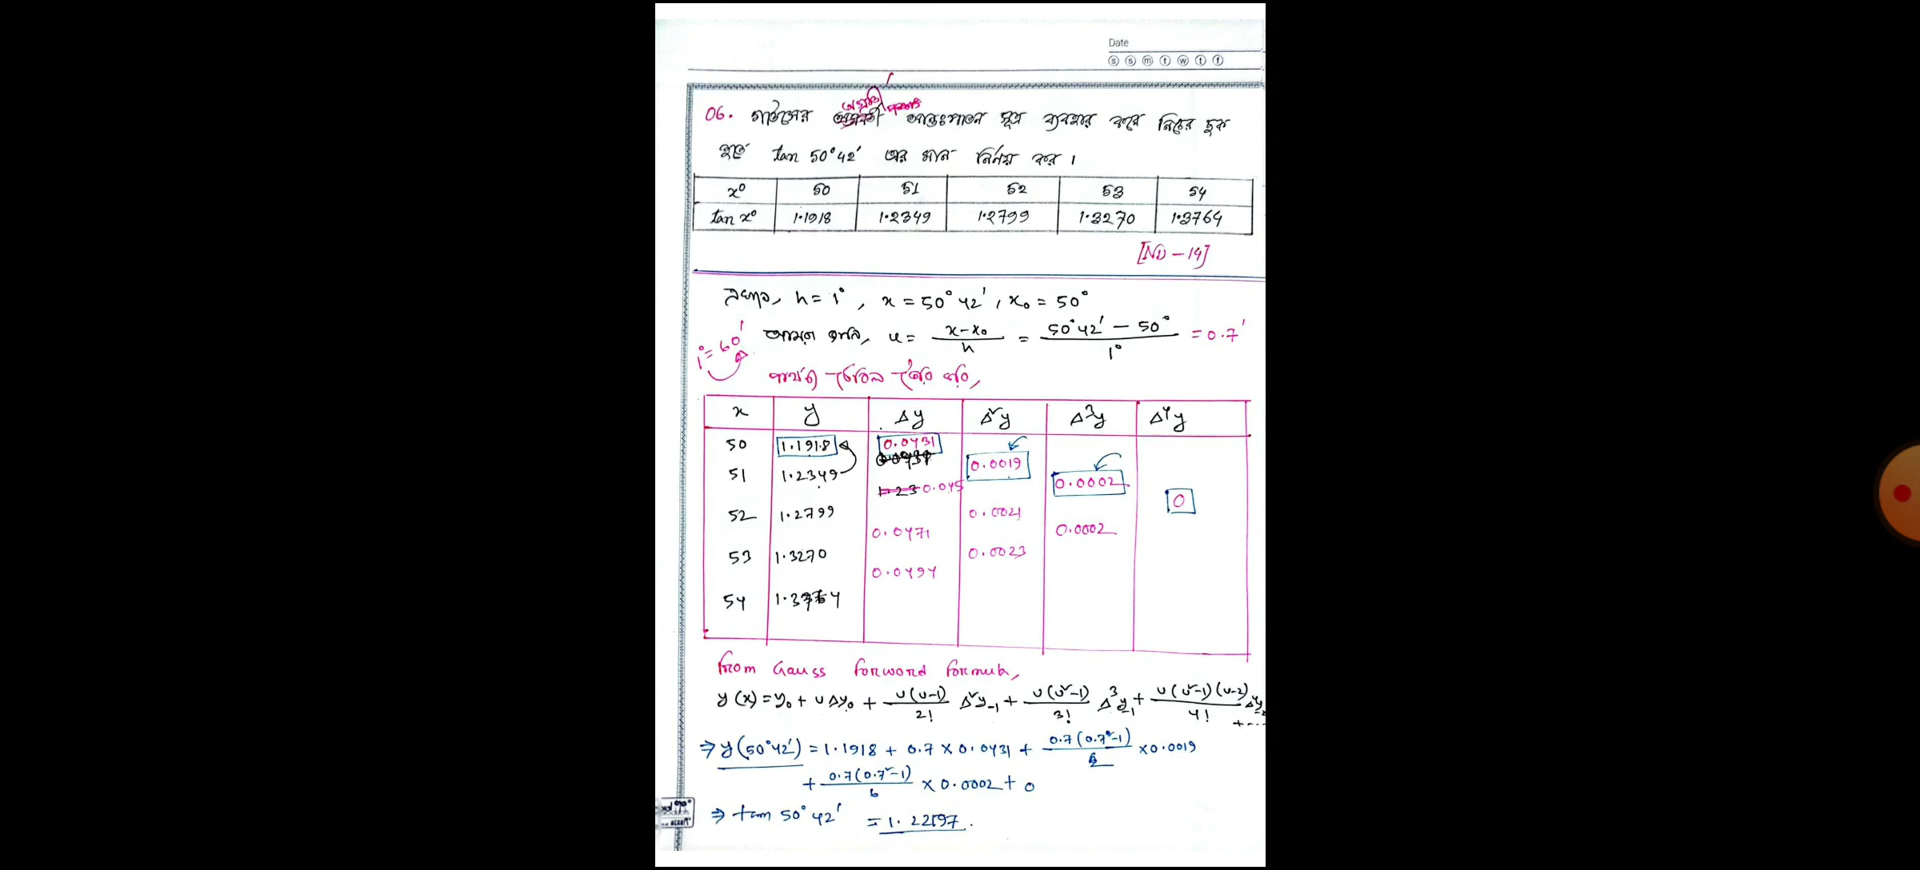 Date
s s m t w t f
অগ্রগামী
06. গাউসের অন্তঃপাতন সূত্র ব্যবহার করে নিচের ছক
হতে tan 50°42′ এর মান নির্ণয় কর।
x° 50 51 52 53 54
tan x° 1.1918 1.2349 1.2799 1.3270 1.3764
[NU-14]
এখানে, h = 1°, x = 50°42′, x₀ = 50°
আমরা জানি, u = x-x₀ / h = 50°42′ - 50° / 1° = 0.7′
1° = 60′
পার্থক্য টেবিল তৈরি করি,
x y Δy Δ²y Δ³y Δ⁴y
50 1.1918 0.0431
51 1.2349 0.0019
0.045 0.0002
52 1.2799 0.0021 0
0.0471 0.0002
53 1.3270 0.0023
0.0494
54 1.3764
From Gauss Forword Formula,
y(x) = y₀ + uΔy₀ + u(u-1)/2! Δ²y₋₁ + u(u²-1)/3! Δ³y₋₁ + u(u²-1)(u-2)/4! Δ⁴y₋₂ + ...
⇒ y(50°42′) = 1.1918 + 0.7 × 0.0431 + 0.7(0.7²-1)/2 × 0.0019
+ 0.7(0.7²-1)/6 × 0.0002 + 0
⇒ tan 50°42′ = 1.22197.